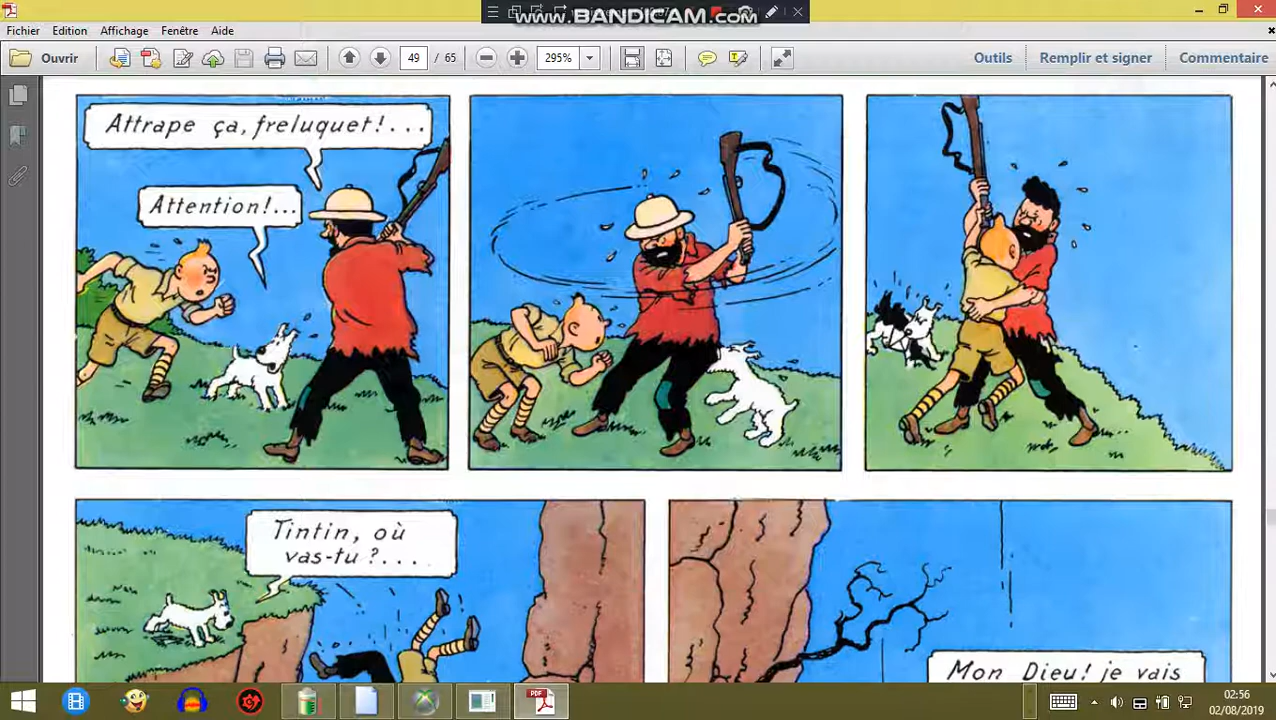 www.BANDICAM.com
Fichier Edition Affichage Fenêtre Aide
Ouvrir 49 / 65 295% Outils Remplir et signer Commentaire
Attrape ça, freluquet!...
Attention!...
Tintin, où
vas-tu ?....
Mon Dieu! je vais
PDF
02:56
02/08/2019